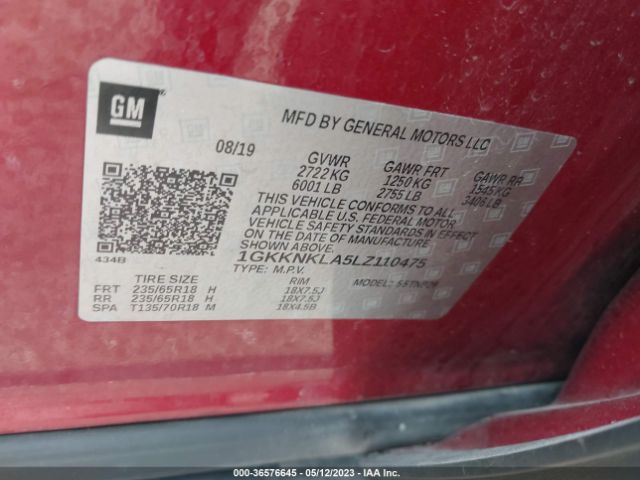 GM
MFD BY GENERAL MOTORS LLC
08/19
GVWR GAWR FRT GAWR RR
2722 KG 1250 KG 1545 KG
6001 LB 2755 LB 3406 LB
THIS VEHICLE CONFORMS TO ALL
APPLICABLE U.S. FEDERAL MOTOR
VEHICLE SAFETY STANDARDS IN
EFFECT ON THE DATE OF MANUFACTURE
SHOWN ABOVE.
434B
1GKKNKLA5LZ110475
TYPE: M.P.V. MODEL:
TIRE SIZE RIM
FRT 235/65R18 H 18X7.5J
RR 235/65R18 H 18X7.5J
SPA T135/70R18 M 18X4.5B
000-36576645 - 05/12/2023 - IAA Inc.